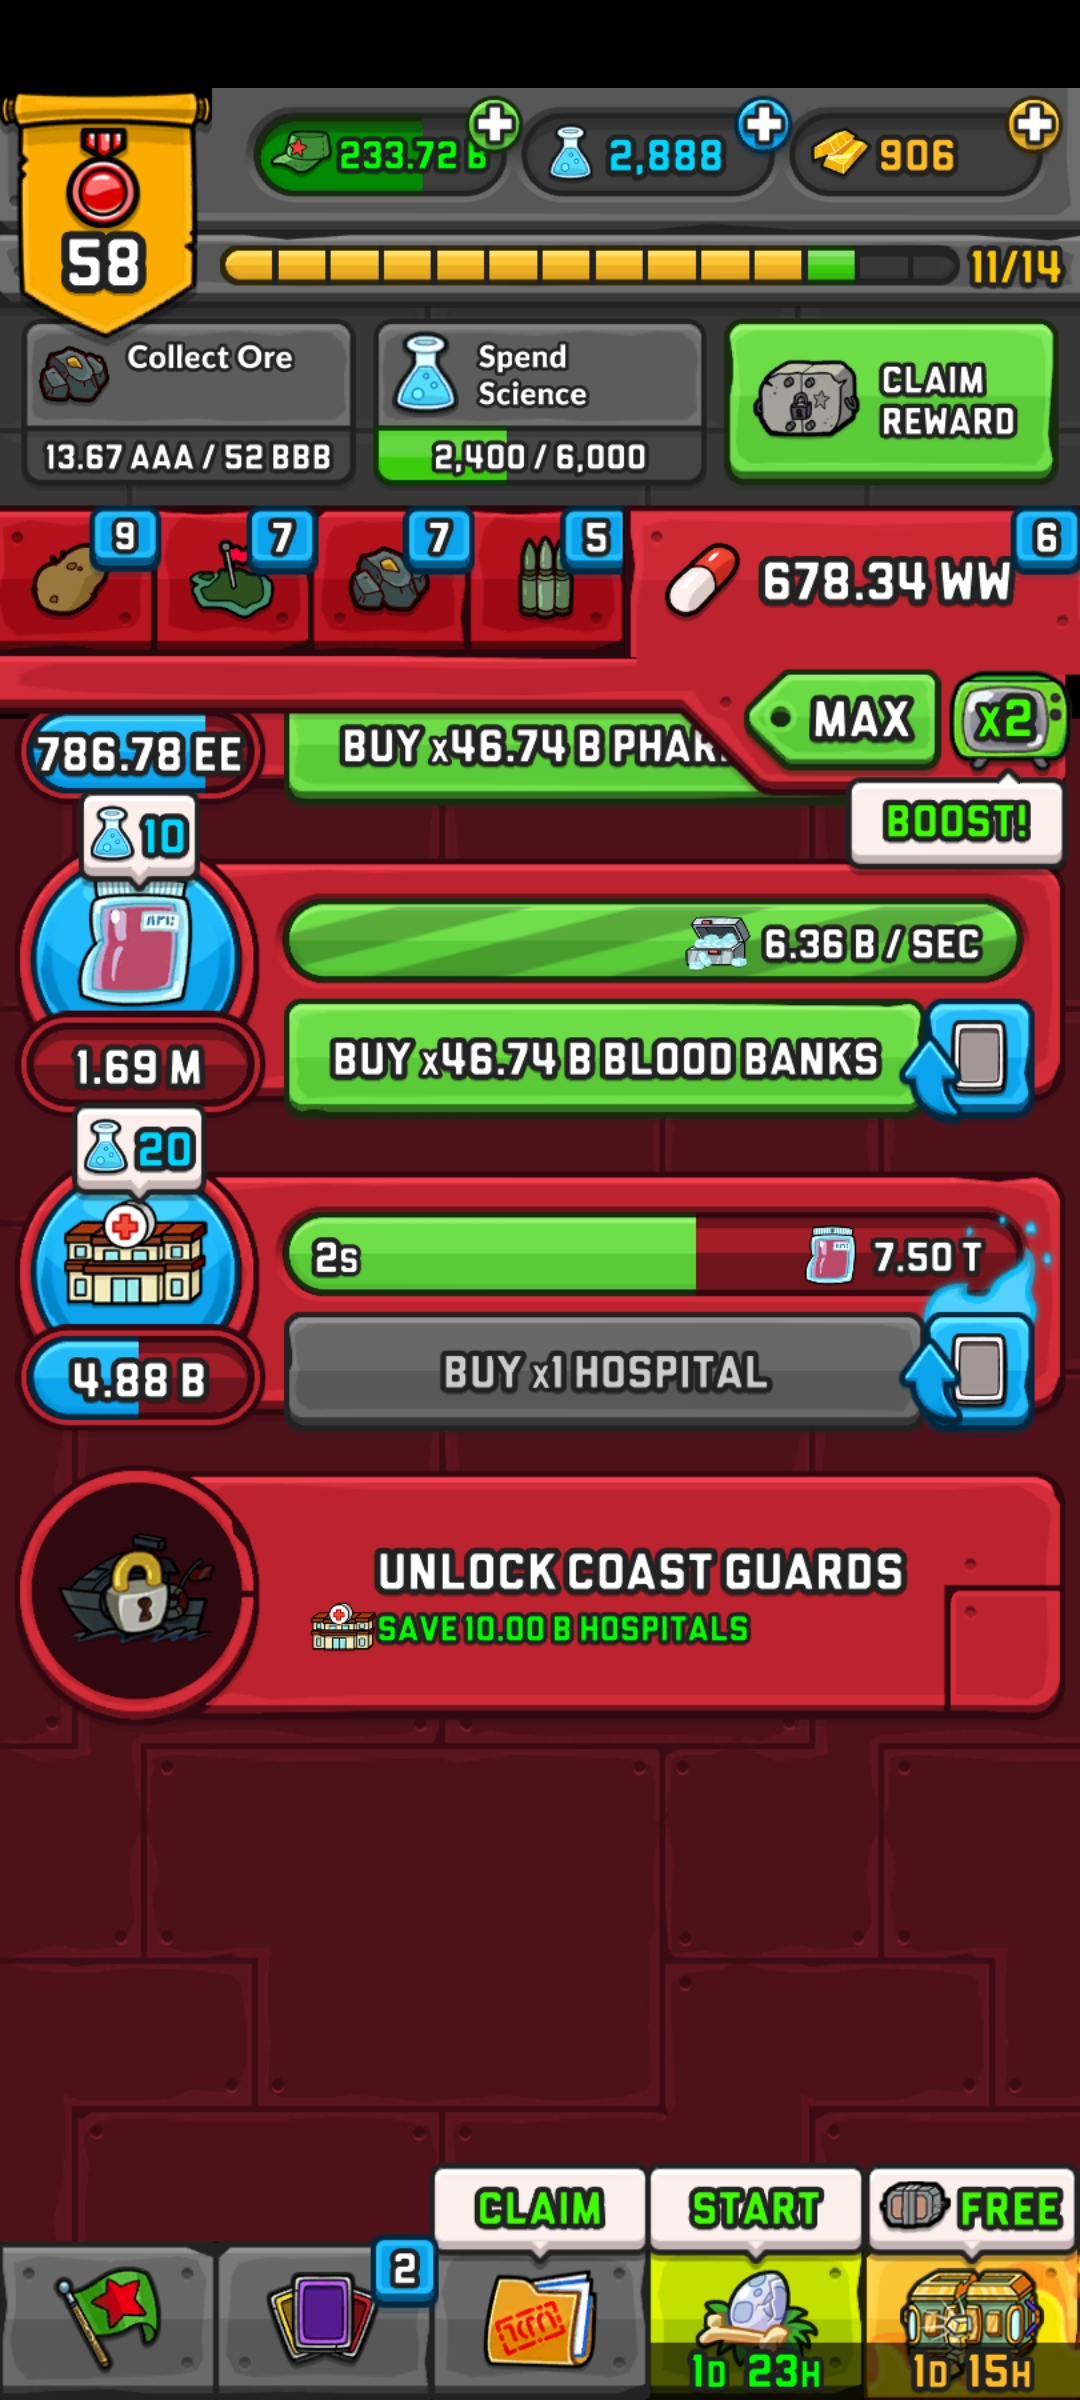 58
233.72 B
2,888
906
11/14
Collect Ore
13.67 AAA / 52 BBB
Spend
Science
2,400 / 6,000
CLAIM
REWARD
9
7
7
5
678.34 WW
6
MAX
x2
BOOST!
786.78 EE
BUY x46.74 B PHAR
10
6.36 B / SEC
1.69 M
BUY x46.74 B BLOOD BANKS
20
2s
7.50 T
4.88 B
BUY x1 HOSPITAL
UNLOCK COAST GUARDS
SAVE 10.00 B HOSPITALS
CLAIM
START
FREE
2
1D 23H
1D 15H